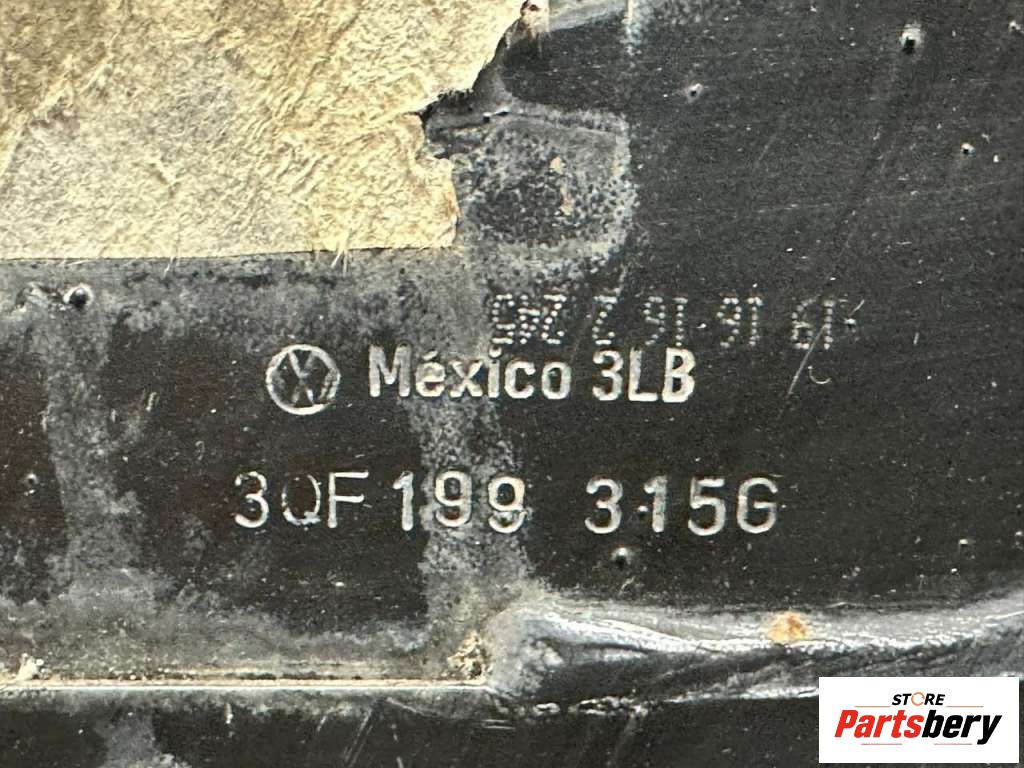 México 3LB
3QF 199 315G
STORE
Partsbery